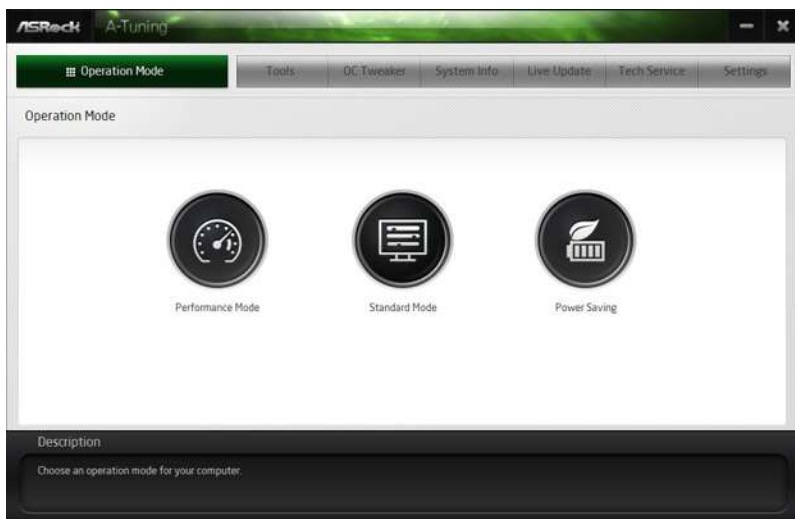 ASRock A-Tuning
Operation Mode Tools OC Tweaker System Info Live Update Tech Service Settings
Operation Mode
Performance Mode Standard Mode Power Saving
Description
Choose an operation mode for your computer.